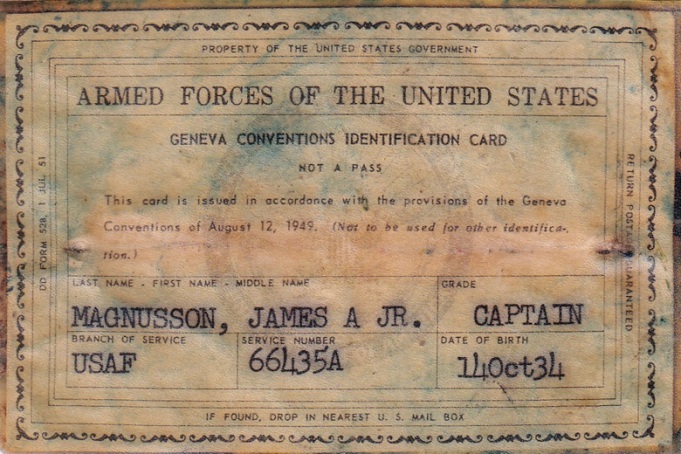 PROPERTY OF THE UNITED STATES GOVERNMENT
ARMED FORCES OF THE UNITED STATES
GENEVA CONVENTIONS IDENTIFICATION CARD
NOT A PASS
This card is issued in accordance with the provisions of the Geneva
Conventions of August 12, 1949. (Not to be used for other identifica-
tion.)
LAST NAME - FIRST NAME - MIDDLE NAME
GRADE
MAGNUSSON, JAMES A JR.
CAPTAIN
BRANCH OF SERVICE
SERVICE NUMBER
DATE OF BIRTH
USAF
66435A
14Oct34
IF FOUND, DROP IN NEAREST U. S. MAIL BOX
DD FORM 528, 1 JUL 51
RETURN POSTAGE GUARANTEED